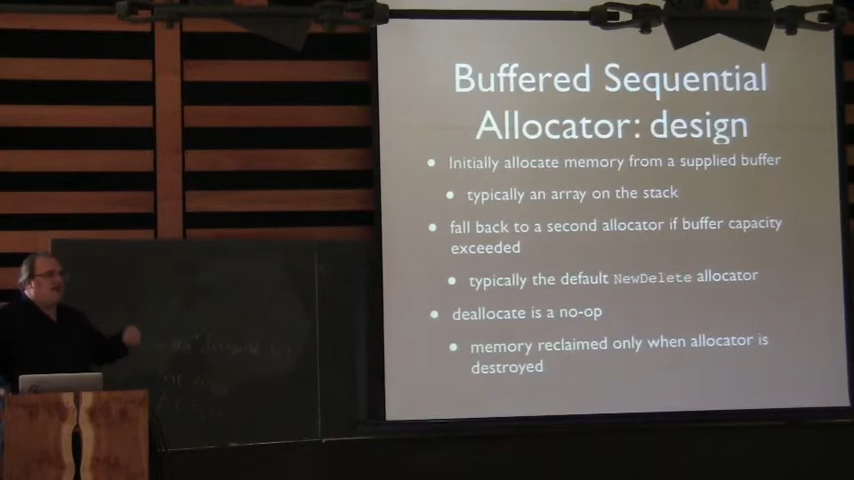 Buffered Sequential
Allocator: design
• Initially allocate memory from a supplied buffer
• typically an array on the stack
• fall back to a second allocator if buffer capacity
exceeded
• typically the default NewDelete allocator
• deallocate is a no-op
• memory reclaimed only when allocator is
destroyed